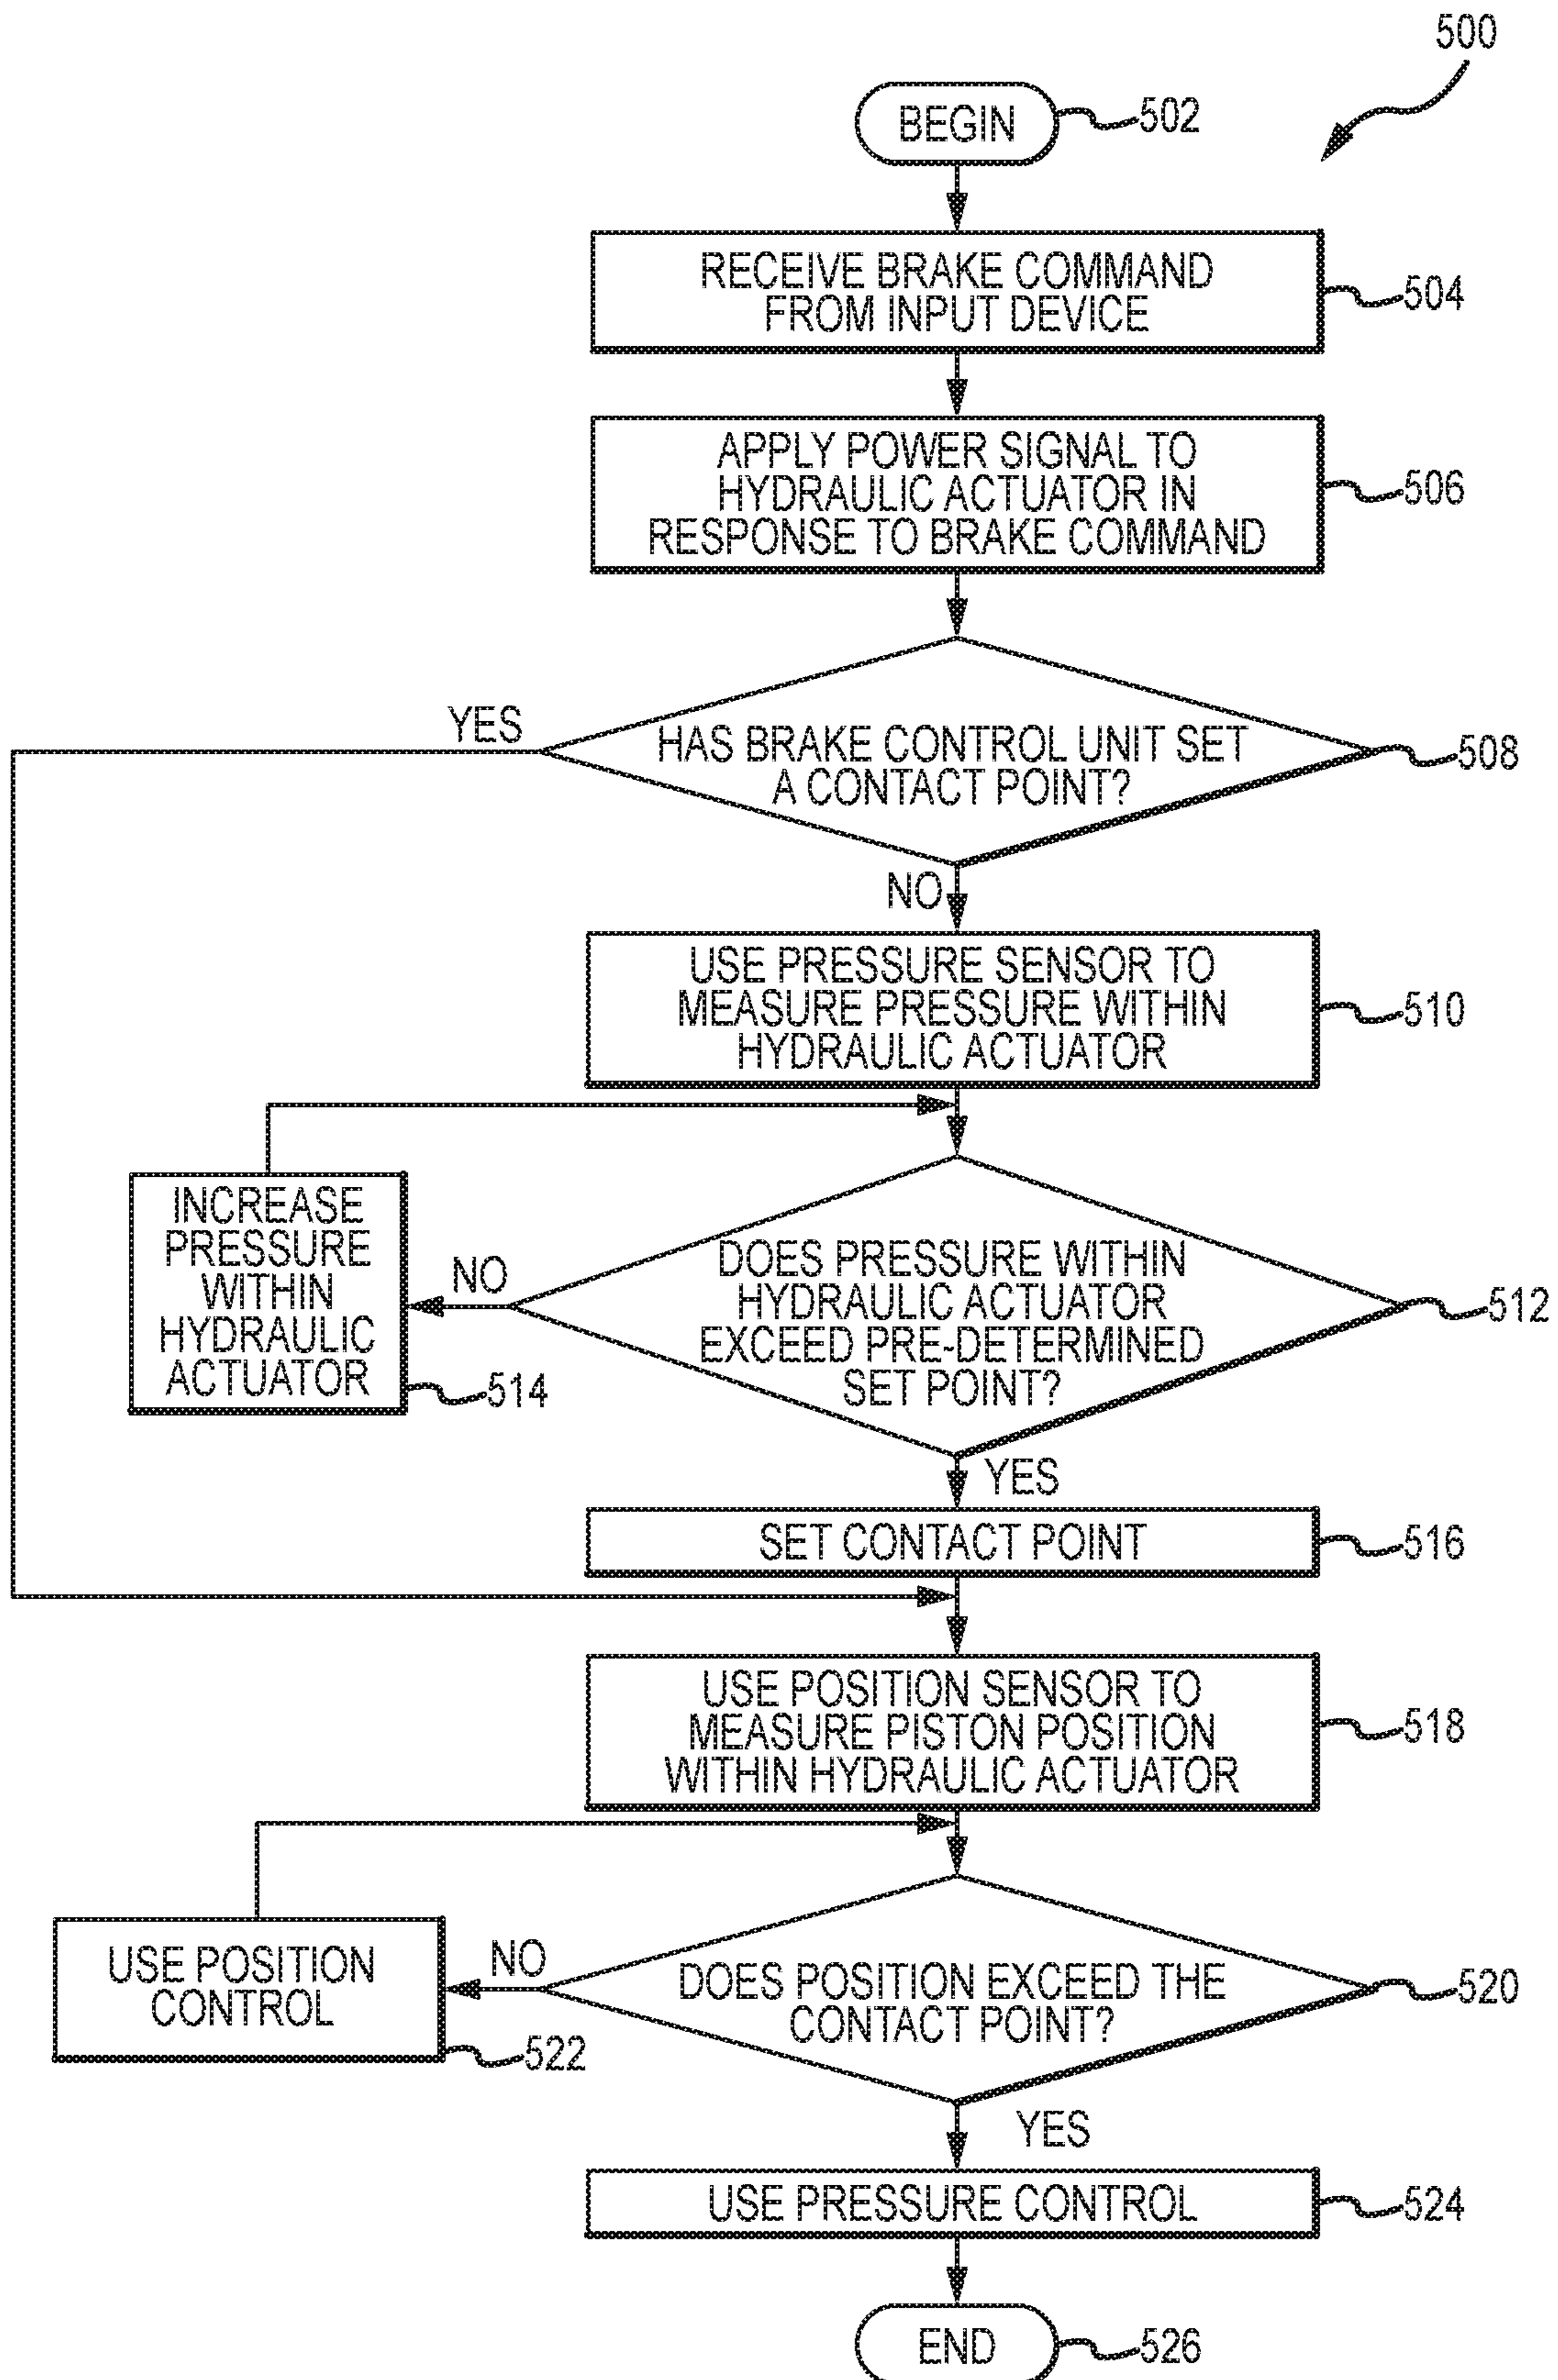 500
BEGIN
502
RECEIVE BRAKE COMMAND
FROM INPUT DEVICE
504
APPLY POWER SIGNAL TO
HYDRAULIC ACTUATOR IN
RESPONSE TO BRAKE COMMAND
506
YES
HAS BRAKE CONTROL UNIT SET
A CONTACT POINT?
508
NO
USE PRESSURE SENSOR TO
MEASURE PRESSURE WITHIN
HYDRAULIC ACTUATOR
510
INCREASE
PRESSURE
WITHIN
HYDRAULIC
ACTUATOR
514
NO
DOES PRESSURE WITHIN
HYDRAULIC ACTUATOR
EXCEED PRE-DETERMINED
SET POINT?
512
YES
SET CONTACT POINT
516
USE POSITION SENSOR TO
MEASURE PISTON POSITION
WITHIN HYDRAULIC ACTUATOR
518
USE POSITION
CONTROL
522
NO
DOES POSITION EXCEED THE
CONTACT POINT?
520
YES
USE PRESSURE CONTROL
524
END
526